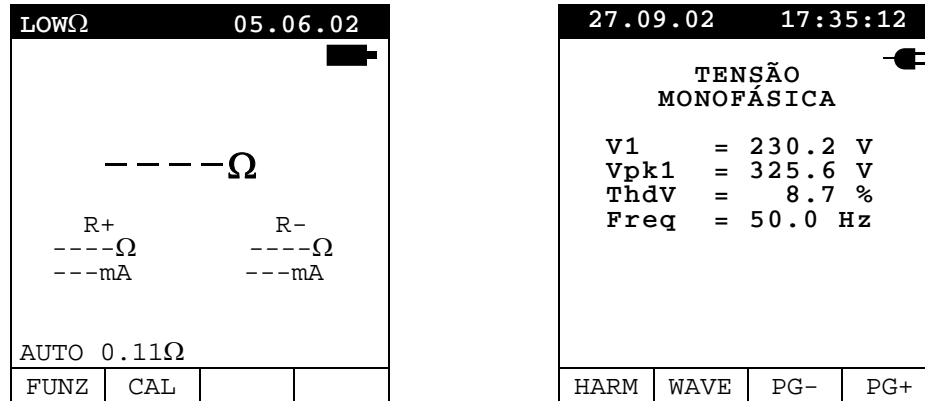 LOWΩ 05.06.02
----Ω
R+ R-
----Ω ----Ω
---mA ---mA
AUTO 0.11Ω
FUNZ CAL
27.09.02 17:35:12
TENSÃO
MONOFÁSICA
V1 = 230.2 V
Vpk1 = 325.6 V
ThdV = 8.7 %
Freq = 50.0 Hz
HARM WAVE PG- PG+